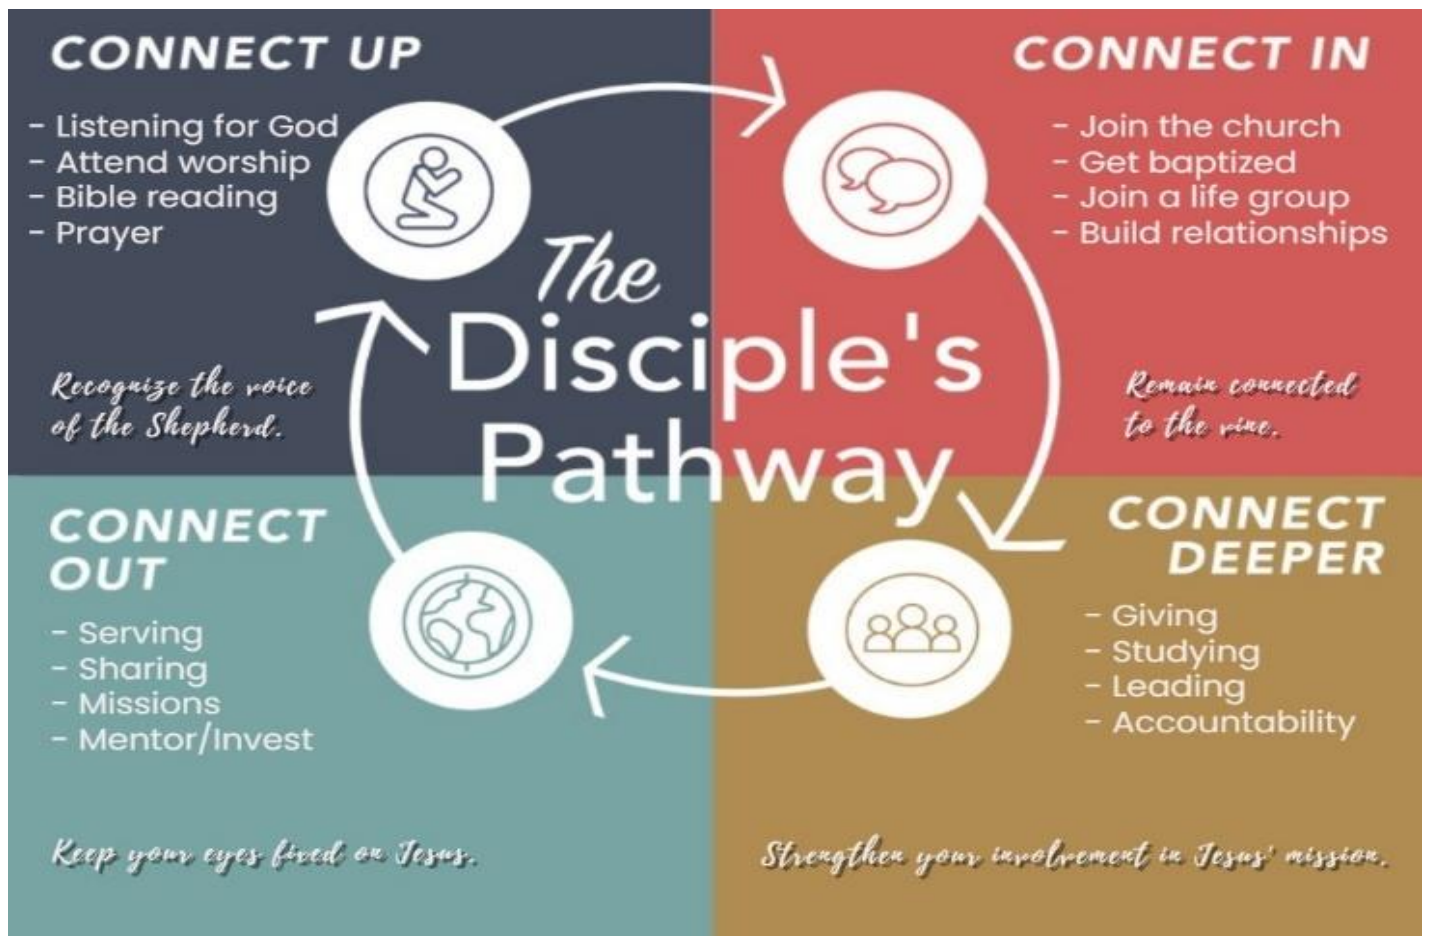 CONNECT UP
- Listening for God
- Attend worship
- Bible reading
- Prayer
Recognize the voice
of the Shepherd.
CONNECT IN
- Join the church
- Get baptized
- Join a life group
- Build relationships
Remain connected
to the vine.
The
Disciple's
Pathway
CONNECT
OUT
- Serving
- Sharing
- Missions
- Mentor/Invest
Keep your eyes fixed on Jesus.
CONNECT
DEEPER
- Giving
- Studying
- Leading
- Accountability
Strengthen your involvement in Jesus' mission.